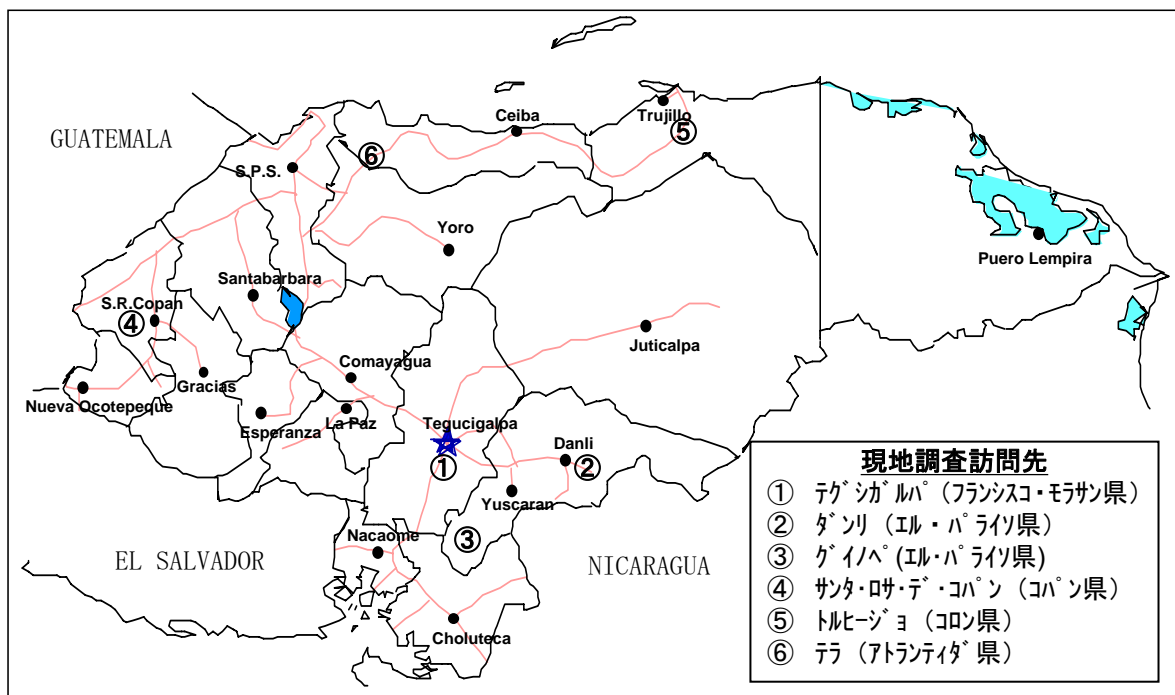 Ceiba
Trujillo
⑤
GUATEMALA
⑥
S.P.S.
Yoro
Puero Lempira
Santabarbara
S.R.Copan
④
Juticalpa
Comayagua
Gracias
Nueva Ocotepeque
Esperanza
La Paz
Tegucigalpa
①
Danli
②
Yuscaran
③
Nacaome
EL SALVADOR
NICARAGUA
Choluteca
現地調査訪問先
① ﾃｸﾞｼｶﾞﾙﾊﾟ（ﾌﾗﾝｼｽｺ・ﾓﾗｻﾝ県）
② ﾀﾞﾝﾘ（ｴﾙ・ﾊﾟﾗｲｿ県）
③ ｸﾞｲﾉﾍﾟ(ｴﾙ・ﾊﾟﾗｲｿ県)
④ ｻﾝﾀ・ﾛｻ・ﾃﾞ・ｺﾊﾟﾝ（ｺﾊﾟﾝ県）
⑤ ﾄﾙﾋｰｼﾞｮ（ｺﾛﾝ県）
⑥ ﾃﾗ（ｱﾄﾗﾝﾃｨﾀﾞ県）